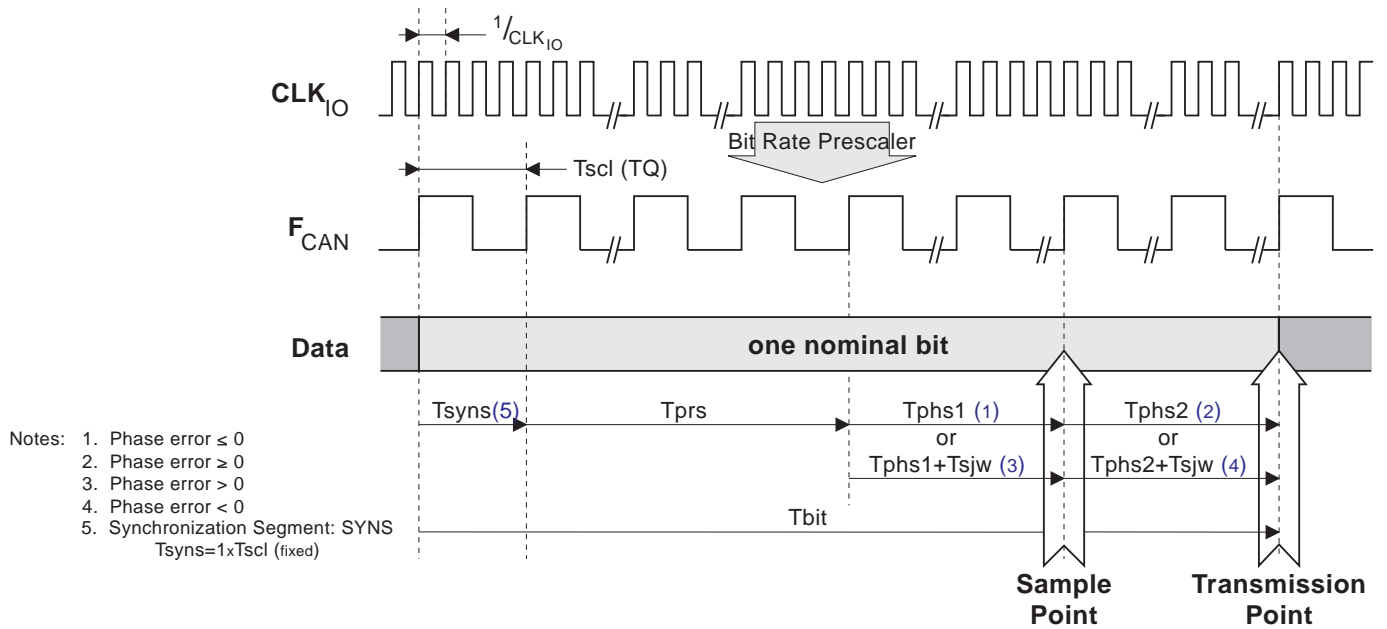 1/CLKIO
CLKIO
Bit Rate Prescaler
Tscl (TQ)
FCAN
Data
one nominal bit
Tsyns(5)
Tprs
Tphs1 (1)
Tphs2 (2)
or
or
Tphs1+Tsjw (3)
Tphs2+Tsjw (4)
Tbit
Notes: 1. Phase error ≤ 0
2. Phase error ≥ 0
3. Phase error > 0
4. Phase error < 0
5. Synchronization Segment: SYNS
Tsyns=1xTscl (fixed)
Sample
Point
Transmission
Point